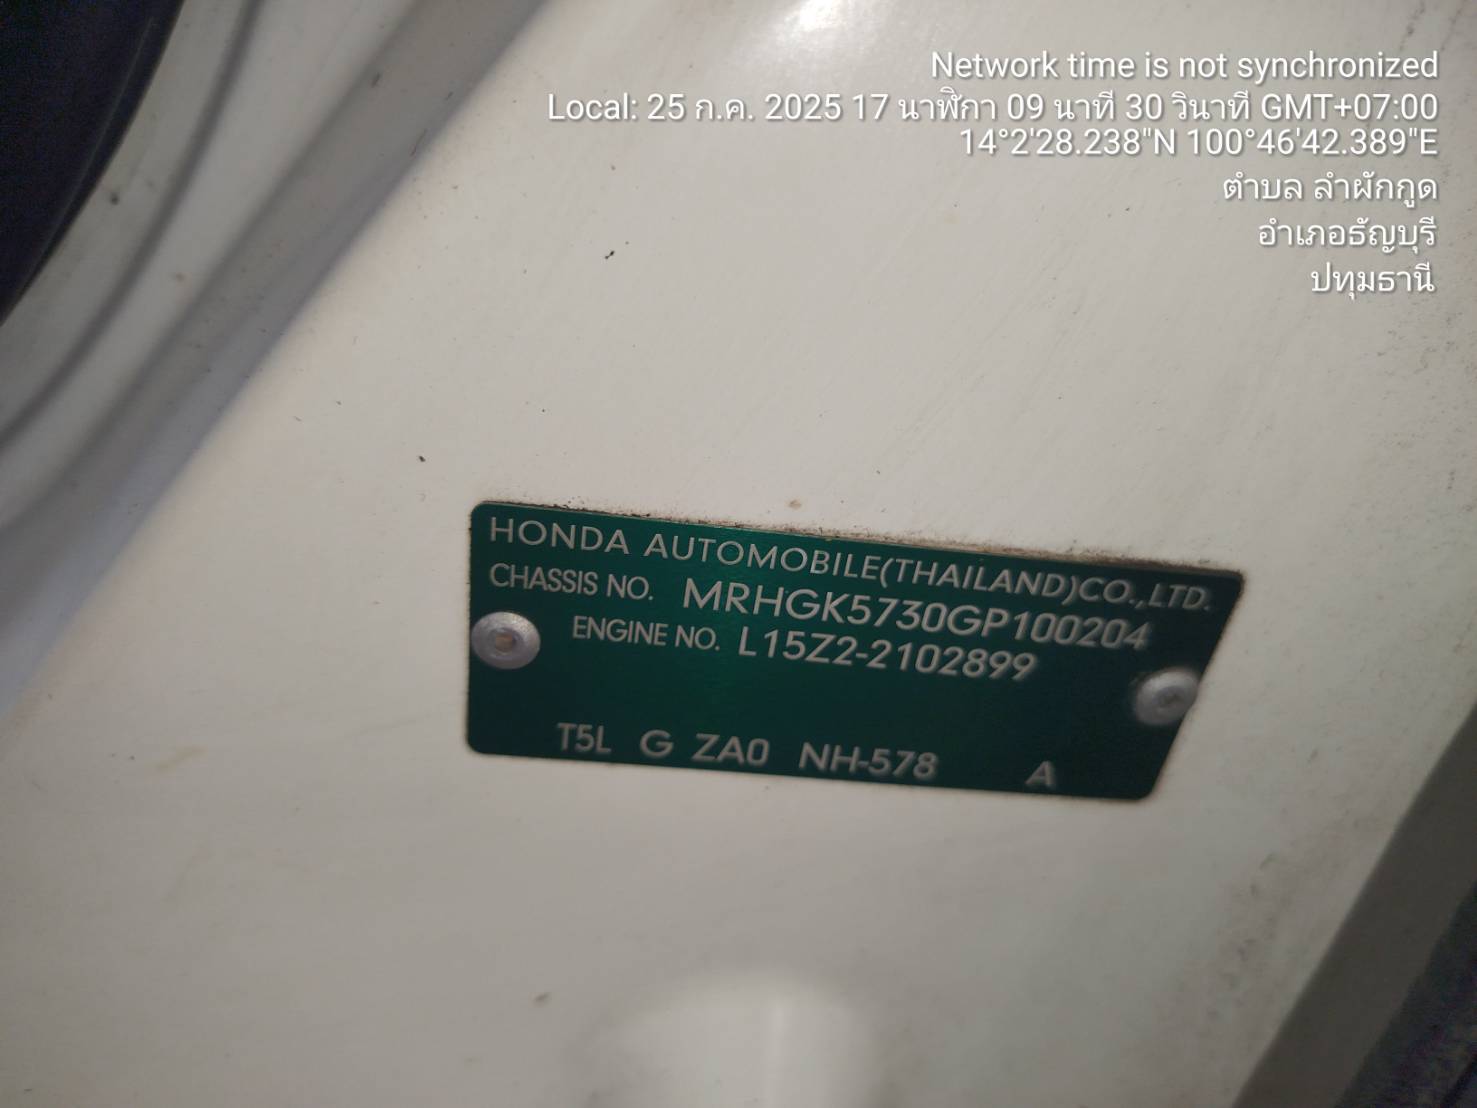 Network time is not synchronized
Local: 25 ก.ค. 2025 17 นาฬิกา 09 นาที 30 วินาที GMT+07:00
14°2'28.238"N 100°46'42.389"E
ตำบล ลำผักกูด
อำเภอธัญบุรี
ปทุมธานี
HONDA AUTOMOBILE(THAILAND)CO.,LTD.
CHASSIS NO. MRHGK5730GP100204
ENGINE NO. L15Z2-2102899
T5L G ZA0 NH-578 A